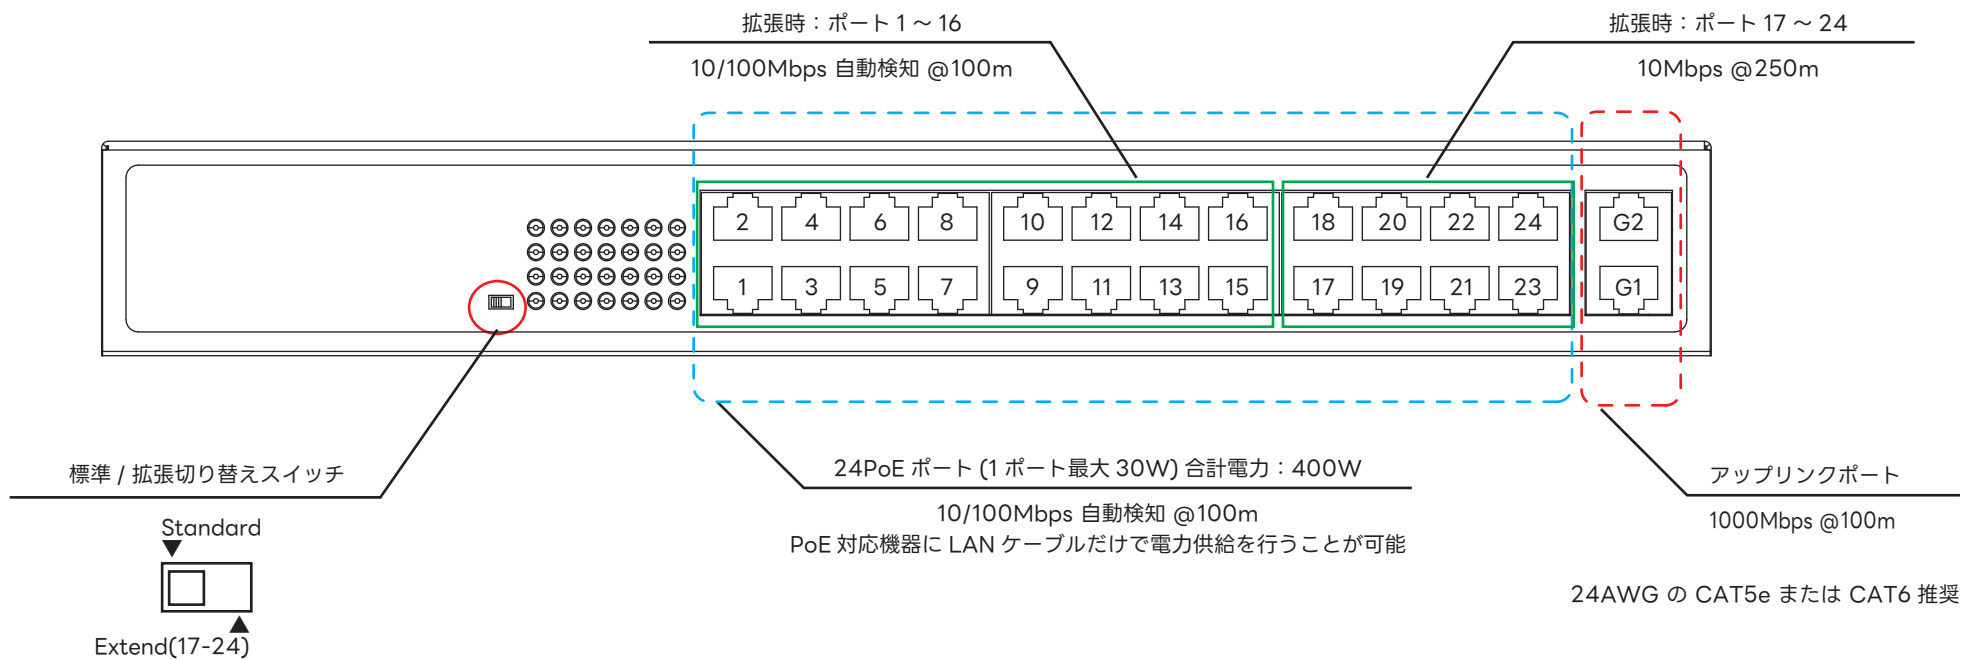 拡張時：ポート 1 ～ 16
10/100Mbps 自動検知 @100m
拡張時：ポート 17 ～ 24
10Mbps @250m
2 4 6 8 10 12 14 16 18 20 22 24 G2
1 3 5 7 9 11 13 15 17 19 21 23 G1
標準 / 拡張切り替えスイッチ
Standard
Extend(17-24)
24PoE ポート (1 ポート最大 30W) 合計電力：400W
10/100Mbps 自動検知 @100m
PoE 対応機器に LAN ケーブルだけで電力供給を行うことが可能
アップリンクポート
1000Mbps @100m
24AWG の CAT5e または CAT6 推奨